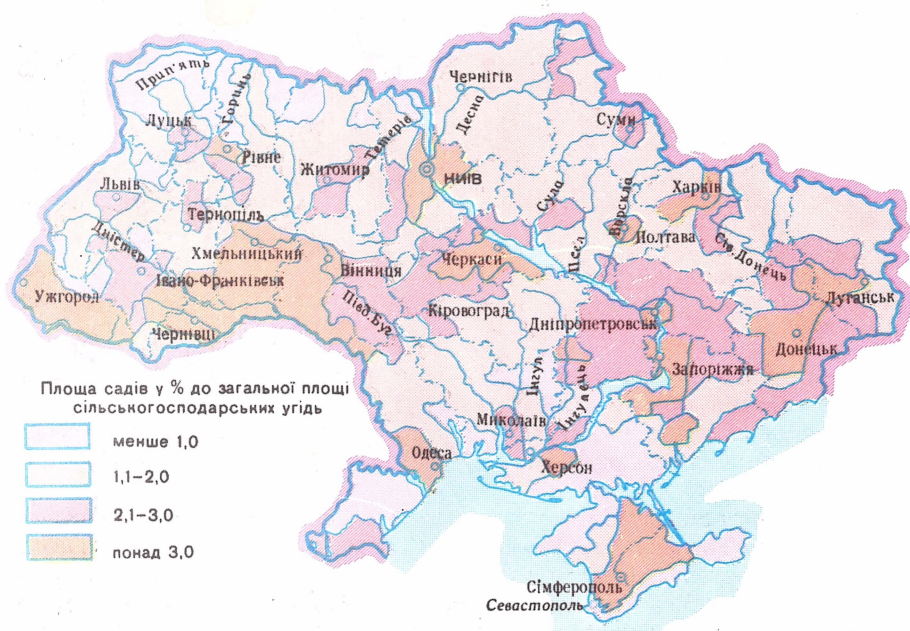 Прип'ять
Горинь
Луцьк
Рівне
Львів
Тернопіль
Дністер
Хмельницький
Житомир
Тетерів
Чернігів
Десна
КИЇВ
Суми
Сула
Псел
Ворскла
Харків
Полтава
Сів. Донець
Луганськ
Вінниця
Черкаси
Ужгород
Івано-Франківськ
Чернівці
Півд Буг
Кіровоград
Дніпропетровськ
Донецьк
Запоріжжя
Інгул
Інгулець
Миколаїв
Одеса
Херсон
Сімферополь
Севастополь
Площа садів у % до загальної площі
сільськогосподарських угідь
менше 1,0
1,1–2,0
2,1–3,0
понад 3,0